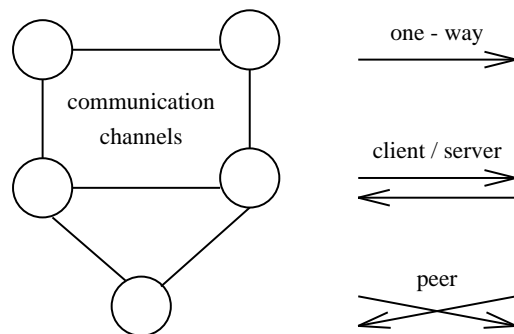 communication
channels
one - way
client / server
peer